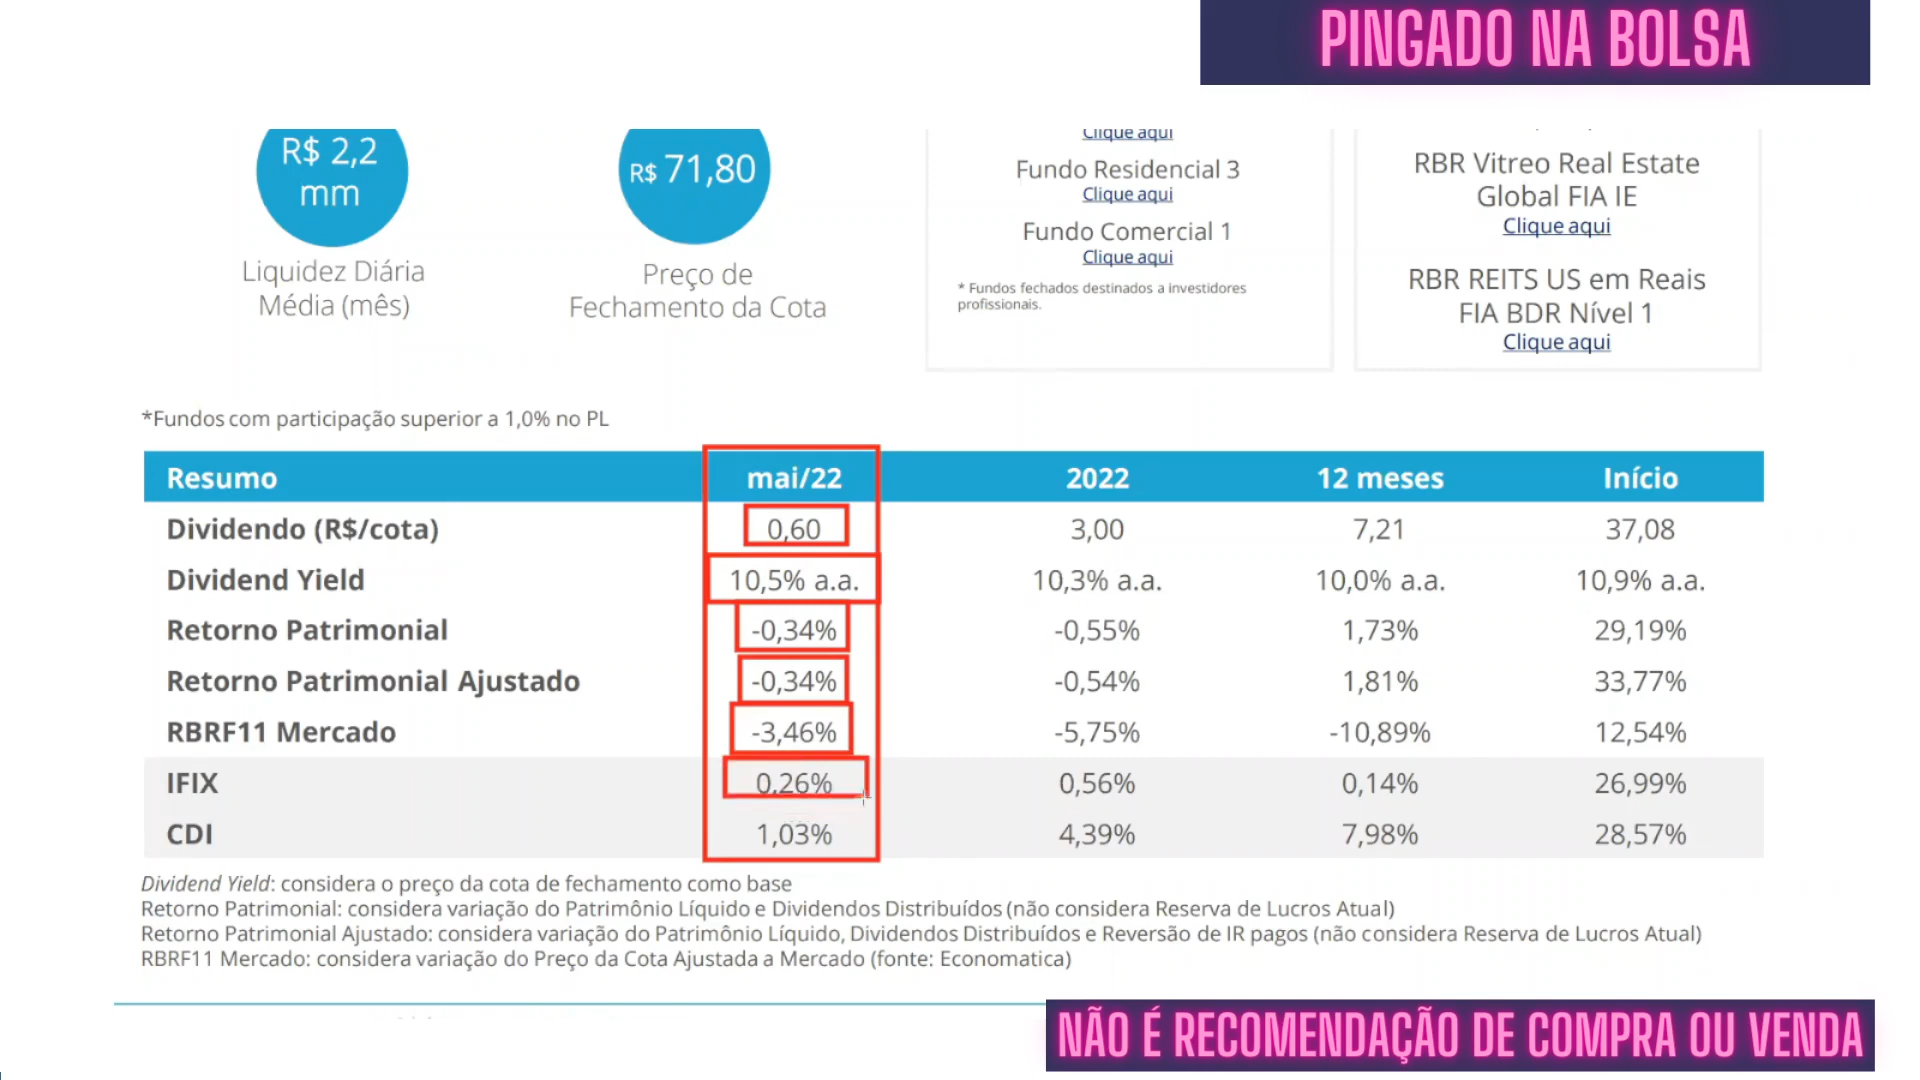 PINGADO NA BOLSA
R$ 2,2
mm
Liquidez Diária
Média (mês)
R$ 71,80
Preço de
Fechamento da Cota
Clique aqui
Fundo Residencial 3
Clique aqui
Fundo Comercial 1
Clique aqui
* Fundos fechados destinados a investidores
profissionais.
RBR Vitreo Real Estate
Global FIA IE
Clique aqui
RBR REITS US em Reais
FIA BDR Nível 1
Clique aqui
*Fundos com participação superior a 1,0% no PL
Resumo mai/22 2022 12 meses Início
Dividendo (R$/cota) 0,60 3,00 7,21 37,08
Dividend Yield 10,5% a.a. 10,3% a.a. 10,0% a.a. 10,9% a.a.
Retorno Patrimonial -0,34% -0,55% 1,73% 29,19%
Retorno Patrimonial Ajustado -0,34% -0,54% 1,81% 33,77%
RBRF11 Mercado -3,46% -5,75% -10,89% 12,54%
IFIX 0,26% 0,56% 0,14% 26,99%
CDI 1,03% 4,39% 7,98% 28,57%
Dividend Yield: considera o preço da cota de fechamento como base
Retorno Patrimonial: considera variação do Patrimônio Líquido e Dividendos Distribuídos (não considera Reserva de Lucros Atual)
Retorno Patrimonial Ajustado: considera variação do Patrimônio Líquido, Dividendos Distribuídos e Reversão de IR pagos (não considera Reserva de Lucros Atual)
RBRF11 Mercado: considera variação do Preço da Cota Ajustada a Mercado (fonte: Economatica)
NÃO É RECOMENDAÇÃO DE COMPRA OU VENDA